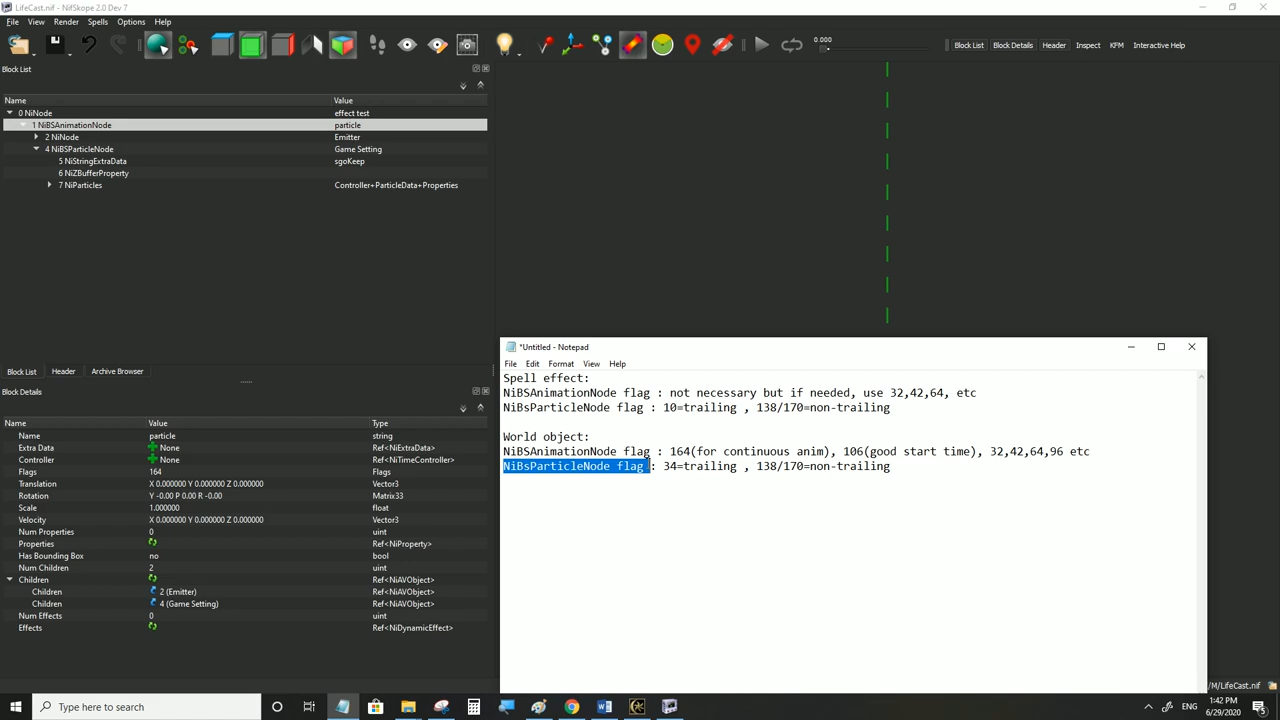 LifeCast.nif - NifSkope 2.0 Dev 7
File View Render Spells Options Help
0.000
Block List Block Details Header Inspect KFM Interactive Help
Block List
Name Value
0 NiNode effect test
1 NiBSAnimationNode particle
2 NiNode Emitter
4 NiBSParticleNode Game Setting
5 NiStringExtraData sgoKeep
6 NiZBufferProperty
7 NiParticles Controller+ParticleData+Properties
Block List Header Archive Browser
Block Details
Name Value Type
Name particle string
Extra Data None Ref<NiExtraData>
Controller None Ref<NiTimeController>
Flags 164 Flags
Translation X 0.000000 Y 0.000000 Z 0.000000 Vector3
Rotation Y -0.00 P 0.00 R -0.00 Matrix33
Scale 1.000000 float
Velocity X 0.000000 Y 0.000000 Z 0.000000 Vector3
Num Properties 0 uint
Properties Ref<NiProperty>
Has Bounding Box no bool
Num Children 2 uint
Children Ref<NiAVObject>
Children 2 (Emitter) Ref<NiAVObject>
Children 4 (Game Setting) Ref<NiAVObject>
Num Effects 0 uint
Effects Ref<NiDynamicEffect>
*Untitled - Notepad
File Edit Format View Help
Spell effect:
NiBSAnimationNode flag : not necessary but if needed, use 32,42,64, etc
NiBsParticleNode flag : 10=trailing , 138/170=non-trailing
World object:
NiBSAnimationNode flag : 164(for continuous anim), 106(good start time), 32,42,64,96 etc
NiBsParticleNode flag : 34=trailing , 138/170=non-trailing
/M/LifeCast.nif
Type here to search
ENG
1:42 PM
6/29/2020
5